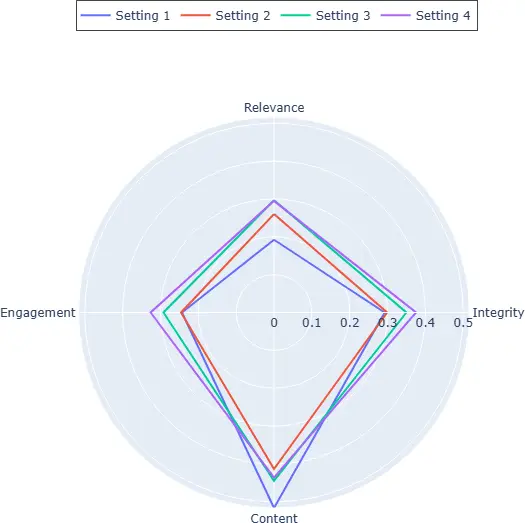 Setting 1 Setting 2 Setting 3 Setting 4
Relevance
Engagement
Integrity
0 0.1 0.2 0.3 0.4 0.5
Content